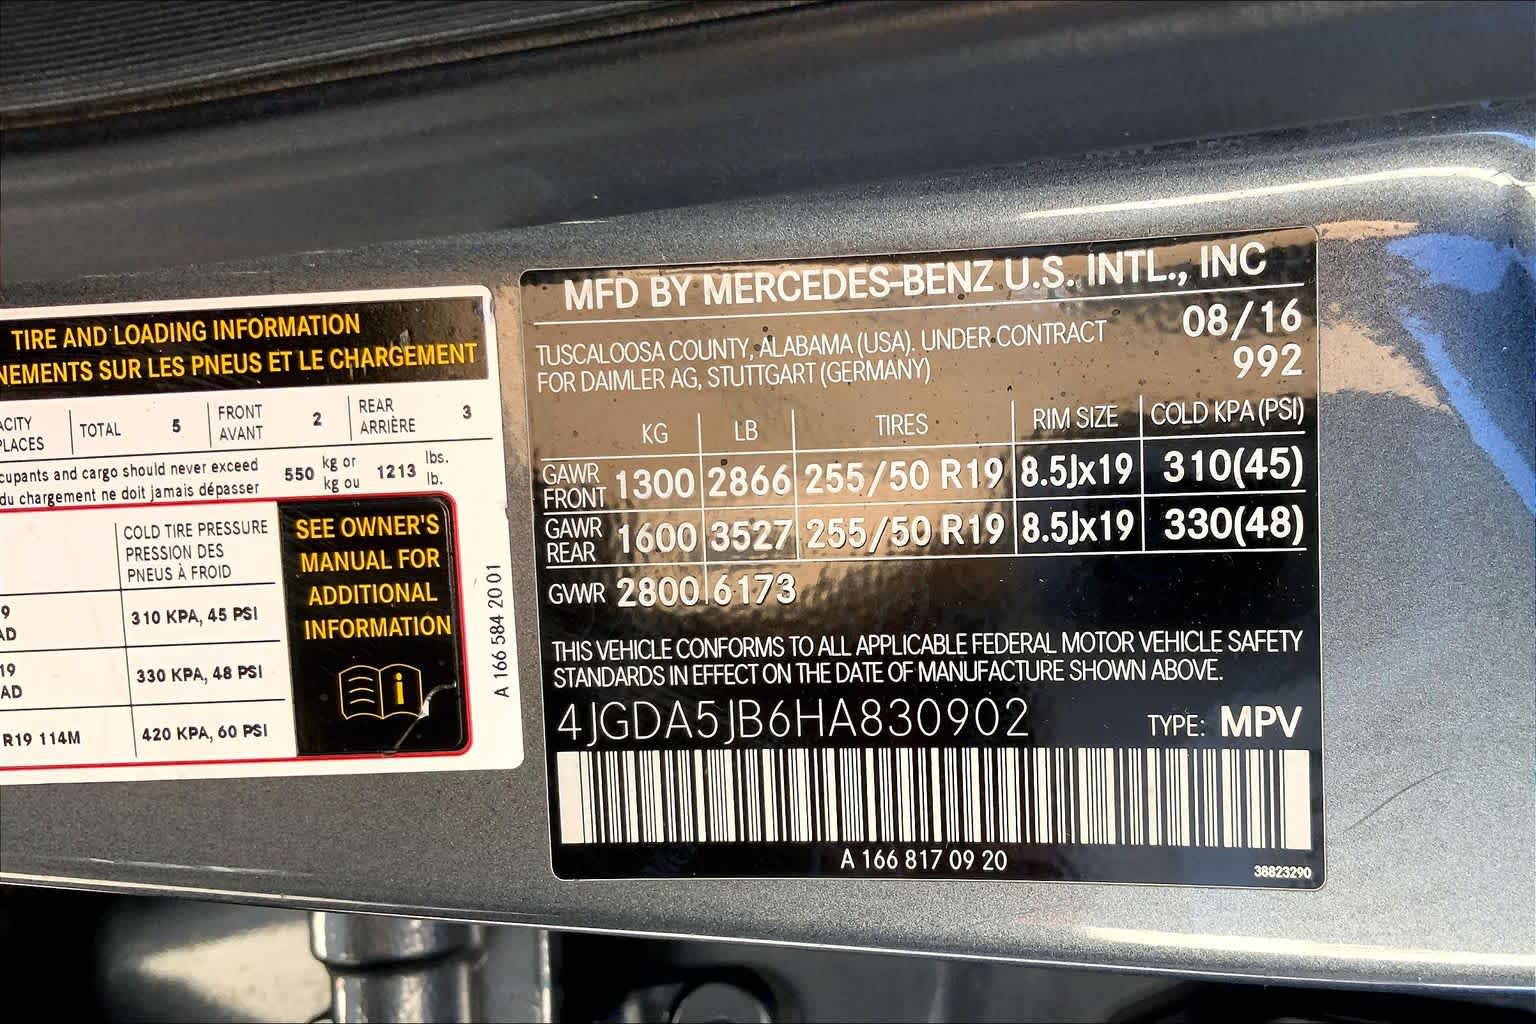 TIRE AND LOADING INFORMATION
NEMENTS SUR LES PNEUS ET LE CHARGEMENT
ACITY
PLACES
TOTAL 5
FRONT
AVANT
2
REAR
ARRIÈRE
3
cupants and cargo should never exceed
du chargement ne doit jamais dépasser
550
kg or
kg ou
1213
lbs.
lb.
COLD TIRE PRESSURE
PRESSION DES
PNEUS À FROID
9
AD
310 KPA, 45 PSI
19
AD
330 KPA, 48 PSI
R19 114M
420 KPA, 60 PSI
SEE OWNER'S
MANUAL FOR
ADDITIONAL
INFORMATION
i
A 166 584 20 01
MFD BY MERCEDES-BENZ U.S. INTL., INC
TUSCALOOSA COUNTY, ALABAMA (USA). UNDER CONTRACT
FOR DAIMLER AG, STUTTGART (GERMANY)
08/16
992
KG LB TIRES RIM SIZE COLD KPA (PSI)
GAWR
FRONT
1300 2866 255/50 R19 8.5Jx19 310(45)
GAWR
REAR
1600 3527 255/50 R19 8.5Jx19 330(48)
GVWR 2800 6173
THIS VEHICLE CONFORMS TO ALL APPLICABLE FEDERAL MOTOR VEHICLE SAFETY
STANDARDS IN EFFECT ON THE DATE OF MANUFACTURE SHOWN ABOVE.
4JGDA5JB6HA830902 TYPE: MPV
A 166 817 09 20
38823290